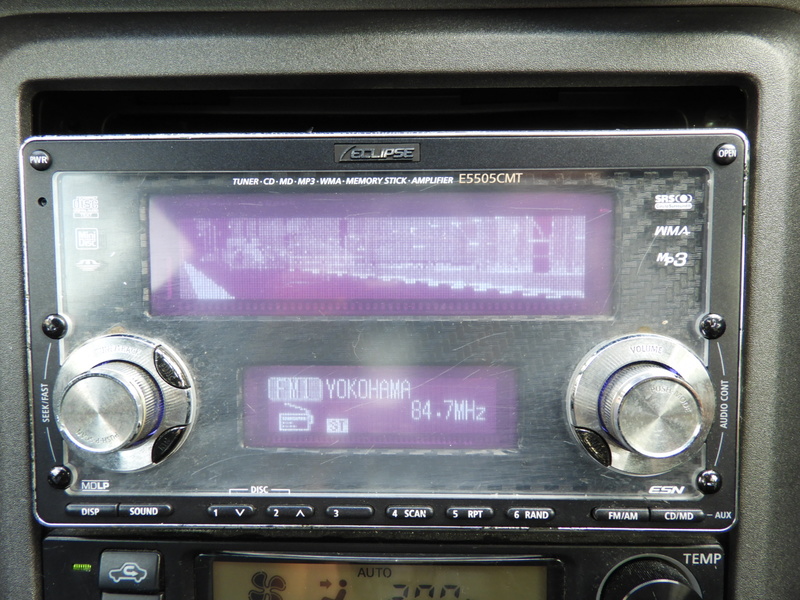 PWR
ECLIPSE
OPEN
TUNER·CD·MD·MP3·WMA·MEMORY STICK·AMPLIFIER E5505CMT
SRS
WMA
MP3
FM1 YOKOHAMA
84.7MHz
ST
VOLUME
SEEK/FAST
AUDIO CONT
MDLP
ESN
DISC
DISP
SOUND
1
2
3
4 SCAN
5 RPT
6 RAND
FM/AM
CD/MD
AUX
AUTO
TEMP